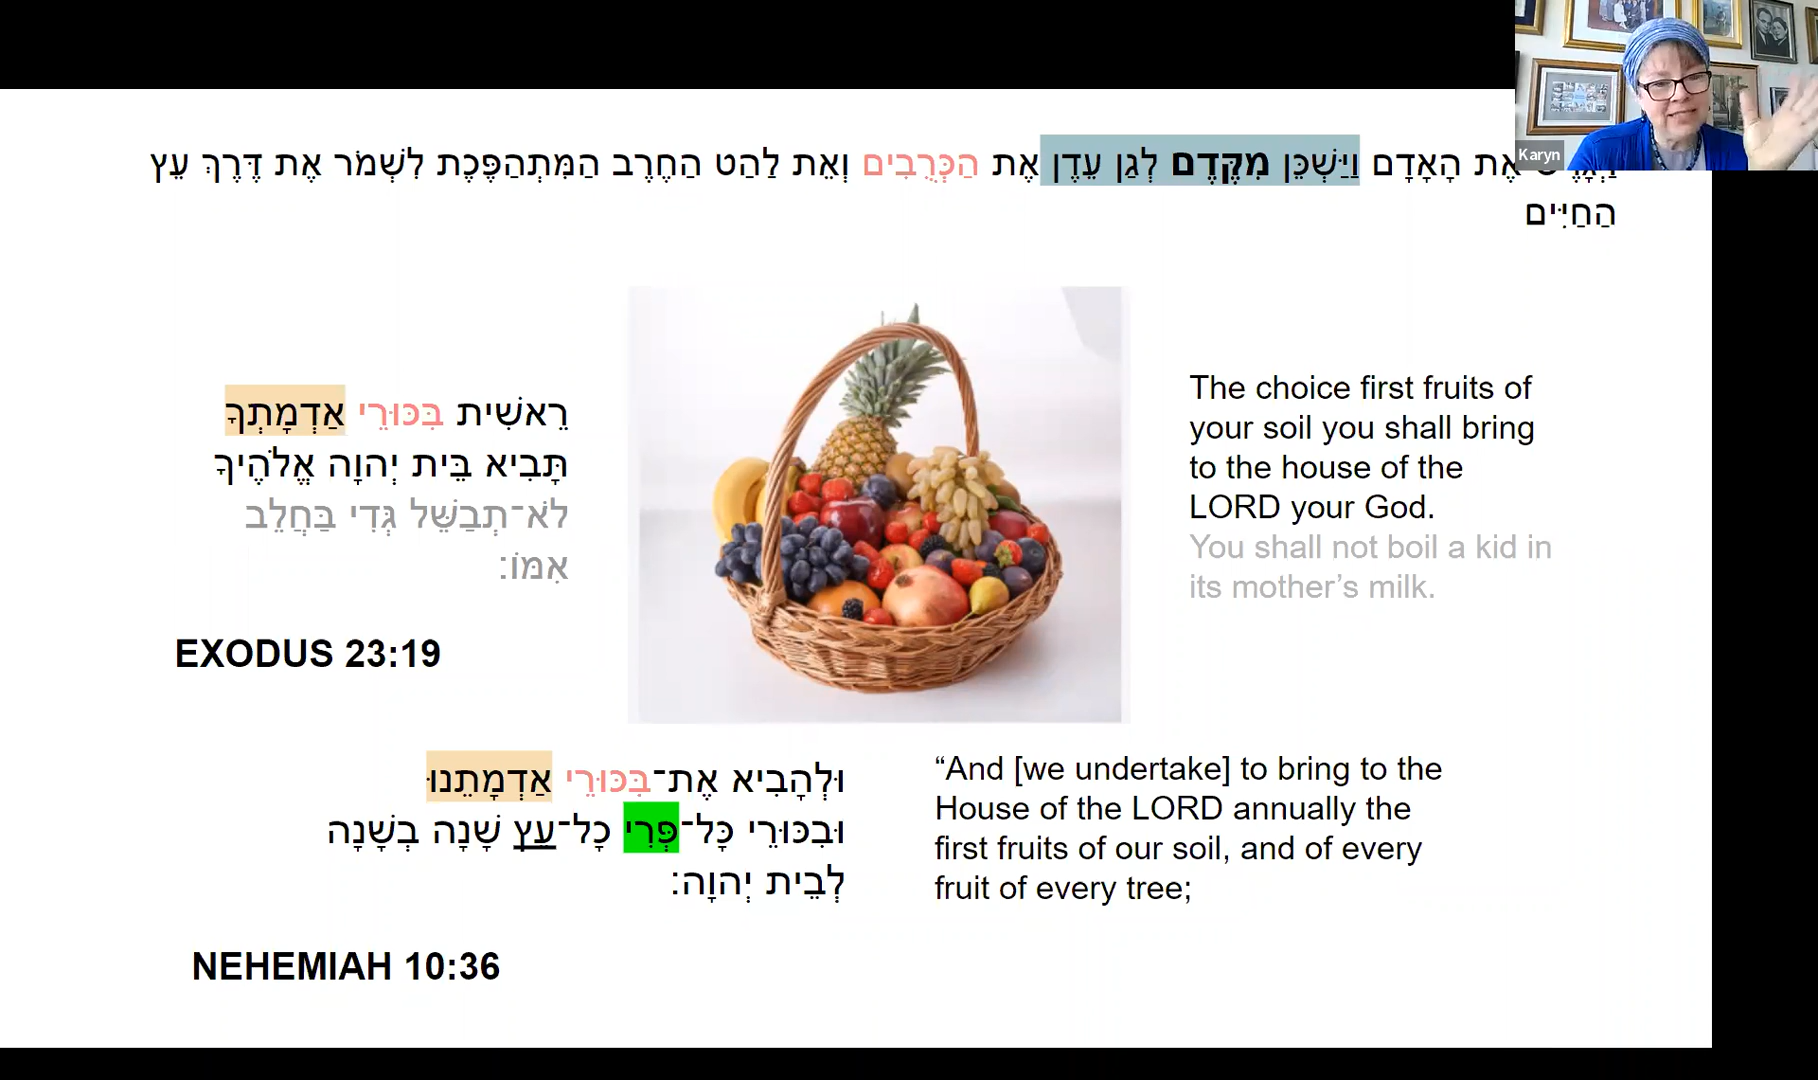 אֶת הָאָדָם וַיַּשְׁכֵּן מִקֶּדֶם לְגַן עֵדֶן אֶת הַכְּרֻבִים וְאֵת לַהַט הַחֶרֶב הַמִּתְהַפֶּכֶת לִשְׁמֹר אֶת דֶּרֶךְ עֵץ
הַחַיִּים
Karyn
רֵאשִׁית בִּכּוּרֵי אַדְמָתְךָ
תָּבִיא בֵּית יְהוָה אֱלֹהֶיךָ
לֹא־תְבַשֵּׁל גְּדִי בַּחֲלֵב
אִמּוֹ׃
EXODUS 23:19
The choice first fruits of
your soil you shall bring
to the house of the
LORD your God.
You shall not boil a kid in
its mother’s milk.
וּלְהָבִיא אֶת־בִּכּוּרֵי אַדְמָתֵנוּ
וּבִכּוּרֵי כָּל־פְּרִי כָל־עֵץ שָׁנָה בְשָׁנָה
לְבֵית יְהוָה׃
NEHEMIAH 10:36
“And [we undertake] to bring to the
House of the LORD annually the
first fruits of our soil, and of every
fruit of every tree;